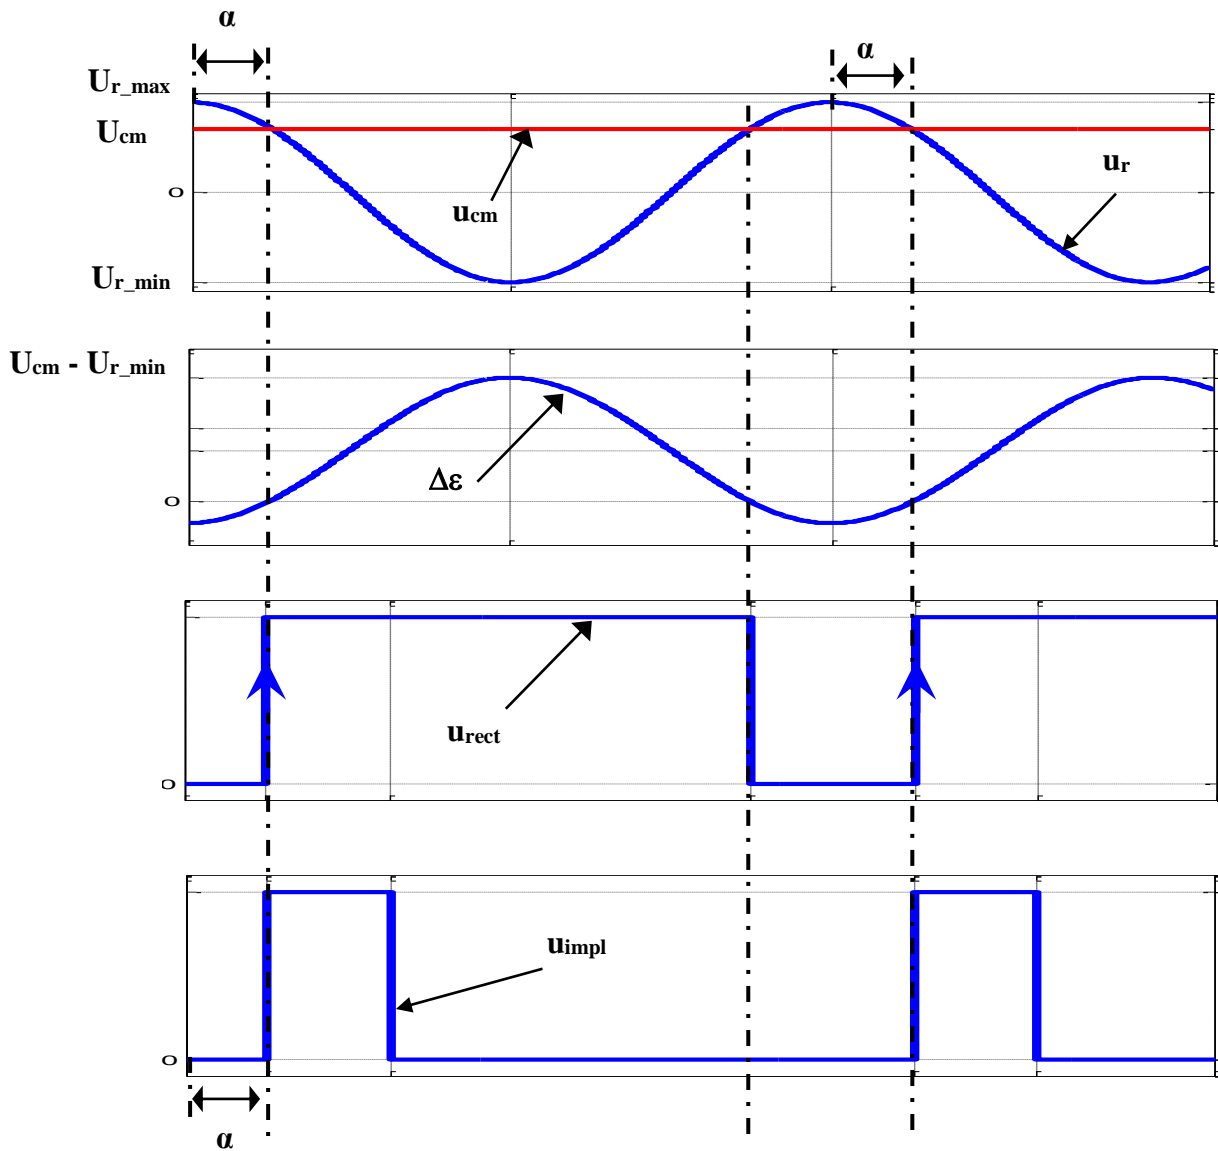 α
α
Ur_max
Ucm
ur
O
ucm
Ur_min
Ucm - Ur_min
Δε
O
urect
O
uimpl
O
α